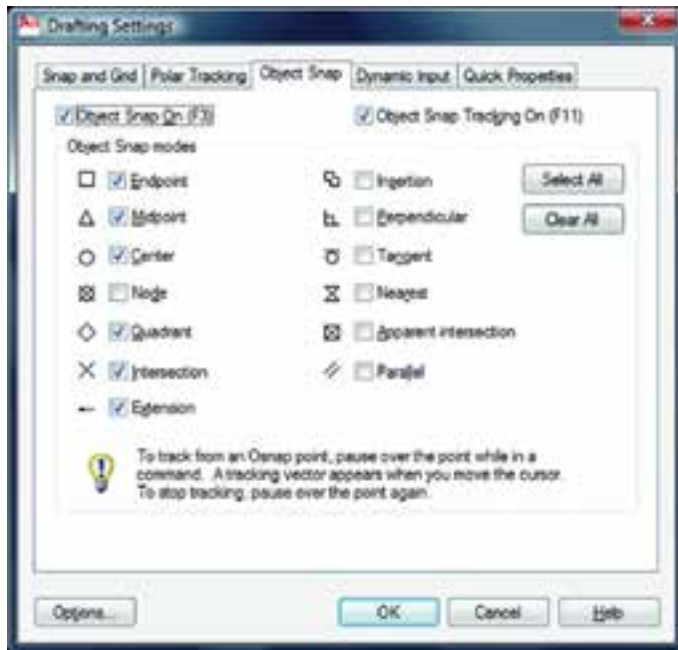 Drafting Settings
Snap and Grid Polar Tracking Object Snap Dynamic Input Quick Properties
Object Snap On (F3) Object Snap Tracking On (F11)
Object Snap modes
Endpoint Insertion Select All
Midpoint Perpendicular Clear All
Center Tangent
Node Nearest
Quadrant Apparent intersection
Intersection Parallel
Extension
To track from an Osnap point, pause over the point while in a
command. A tracking vector appears when you move the cursor.
To stop tracking, pause over the point again.
Options... OK Cancel Help